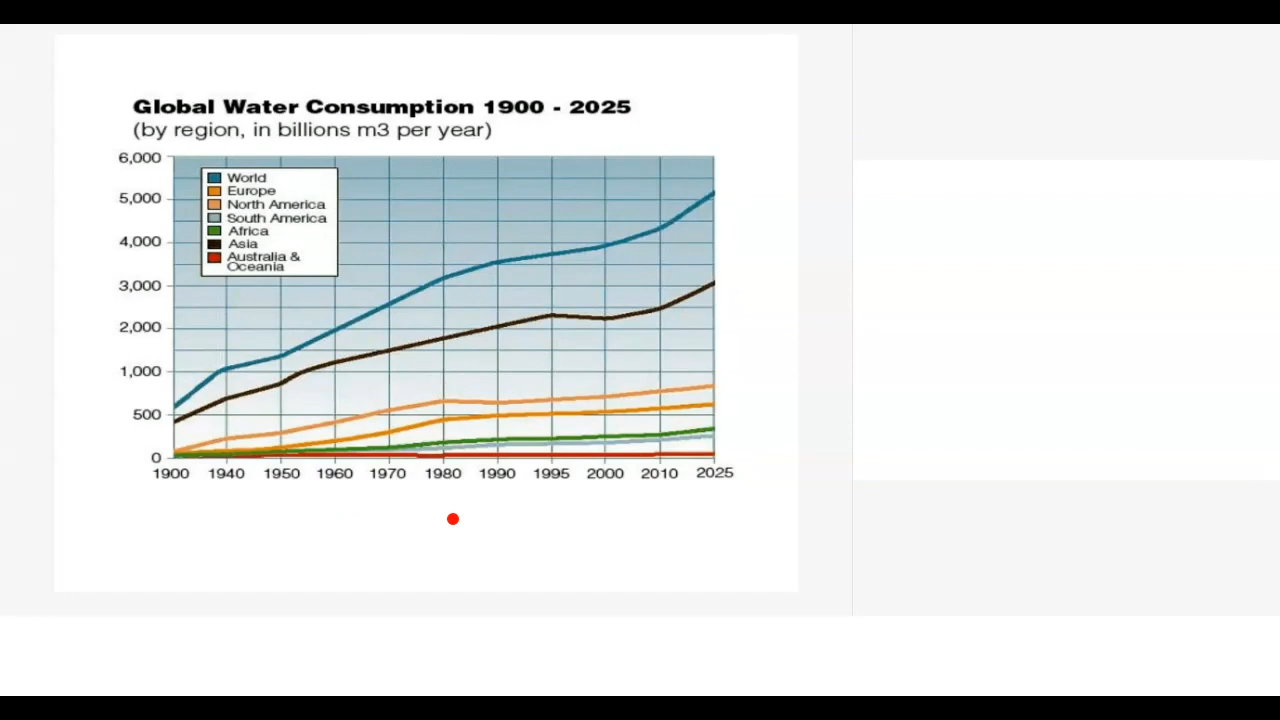 Global Water Consumption 1900 - 2025
(by region, in billions m3 per year)
6,000
5,000
4,000
3,000
2,000
1,000
500
0
World
Europe
North America
South America
Africa
Asia
Australia &
Oceania
1900 1940 1950 1960 1970 1980 1990 1995 2000 2010 2025